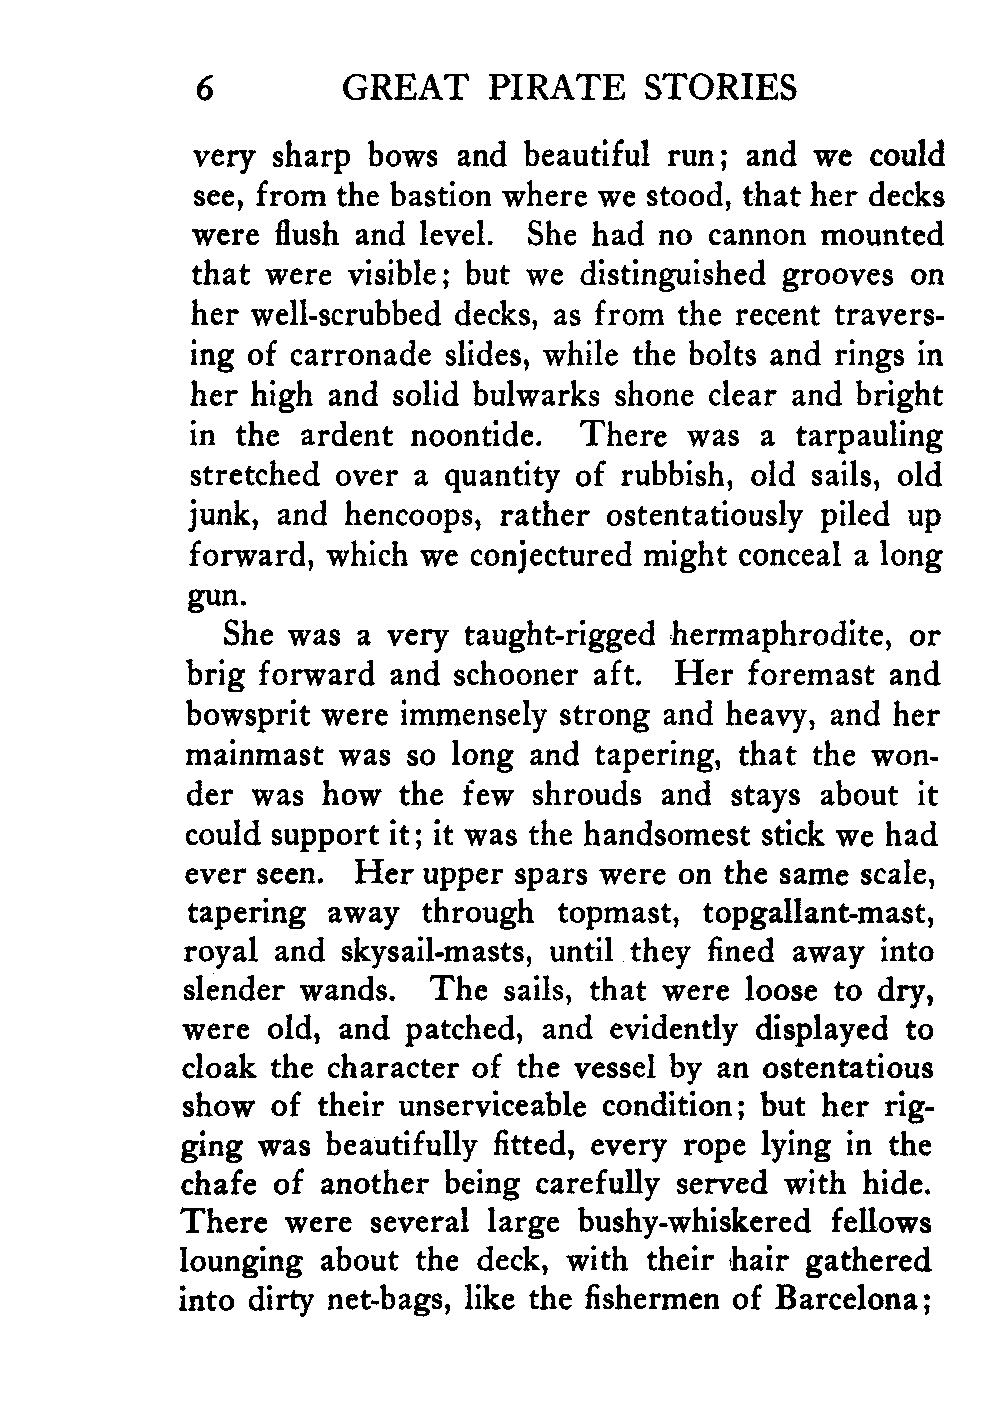 6 GREAT PIRATE STORIES
very sharp bows and beautiful run; and we could
see, from the bastion where we stood, that her decks
were flush and level. She had no cannon mounted
that were visible; but we distinguished grooves on
her well-scrubbed decks, as from the recent travers-
ing of carronade slides, while the bolts and rings in
her high and solid bulwarks shone clear and bright
in the ardent noontide. There was a tarpauling
stretched over a quantity of rubbish, old sails, old
junk, and hencoops, rather ostentatiously piled up
forward, which we conjectured might conceal a long
gun.
She was a very taught-rigged hermaphrodite, or
brig forward and schooner aft. Her foremast and
bowsprit were immensely strong and heavy, and her
mainmast was so long and tapering, that the won-
der was how the few shrouds and stays about it
could support it; it was the handsomest stick we had
ever seen. Her upper spars were on the same scale,
tapering away through topmast, topgallant-mast,
royal and skysail-masts, until they fined away into
slender wands. The sails, that were loose to dry,
were old, and patched, and evidently displayed to
cloak the character of the vessel by an ostentatious
show of their unserviceable condition; but her rig-
ging was beautifully fitted, every rope lying in the
chafe of another being carefully served with hide.
There were several large bushy-whiskered fellows
lounging about the deck, with their hair gathered
into dirty net-bags, like the fishermen of Barcelona;